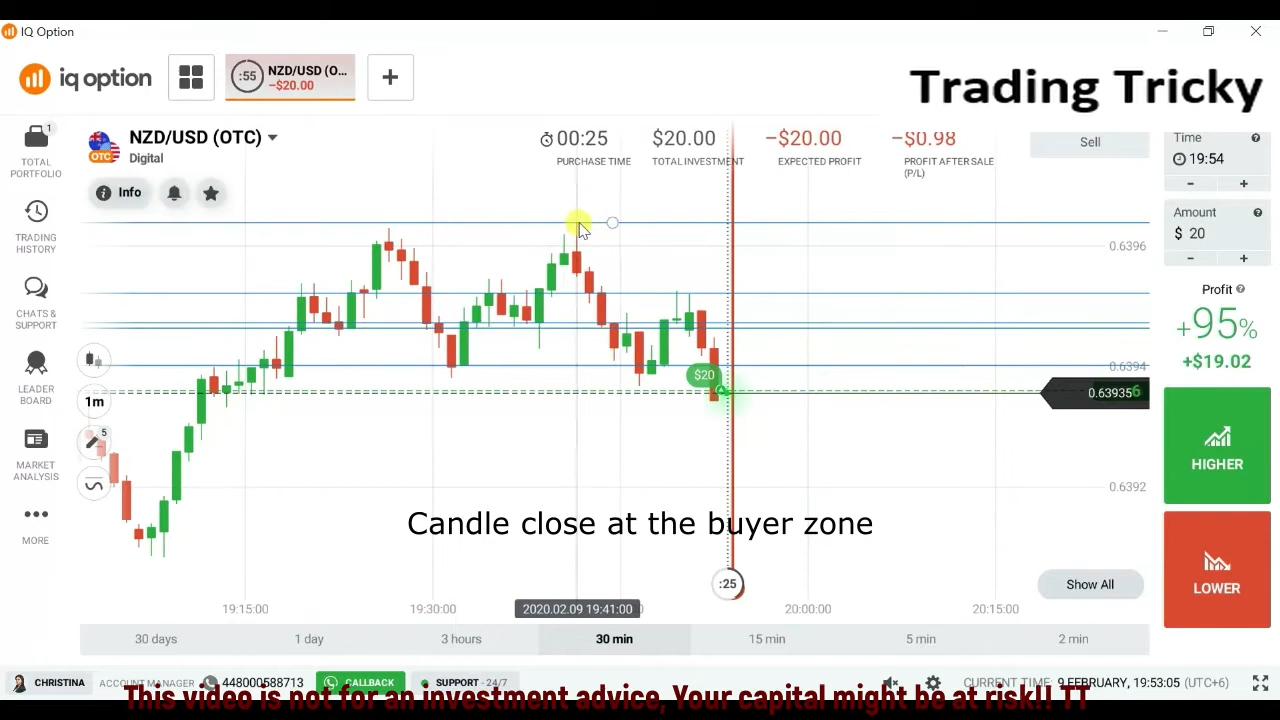 IQ Option
iq option
:55
NZD/USD (O...
−$20.00
+
Trading Tricky
1
TOTAL
PORTFOLIO
TRADING
HISTORY
CHATS &
SUPPORT
LEADER
BOARD
MARKET
ANALYSIS
MORE
OTC
NZD/USD (OTC)
Digital
Info
00:25
PURCHASE TIME
$20.00
TOTAL INVESTMENT
−$20.00
EXPECTED PROFIT
−$0.98
PROFIT AFTER SALE
(P/L)
Sell
Time
19:54
- +
Amount
$ 20
- +
Profit
+95%
+$19.02
HIGHER
LOWER
0.6396
0.6394
0.63935
0.6392
$20
1m
5
Candle close at the buyer zone
:25
Show All
19:15:00
19:30:00
2020.02.09 19:41:00
20:00:00
20:15:00
30 days
1 day
3 hours
30 min
15 min
5 min
2 min
CHRISTINA
ACCOUNT MANAGER
448000588713
CALLBACK
SUPPORT - 24/7
CURRENT TIME: 9 FEBRUARY, 19:53:05 (UTC+6)
This video is not for an investment advice, Your capital might be at risk!! TT